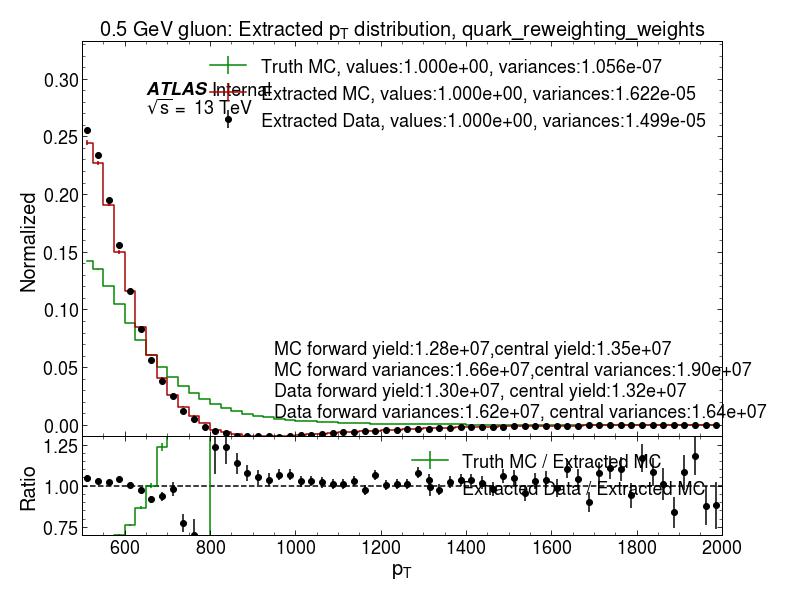 0.5 GeV gluon: Extracted pT distribution, quark_reweighting_weights
Truth MC, values:1.000e+00, variances:1.056e-07
Extracted MC, values:1.000e+00, variances:1.622e-05
Extracted Data, values:1.000e+00, variances:1.499e-05
ATLAS Internal
√s = 13 TeV
Normalized
0.30
0.25
0.20
0.15
0.10
0.05
0.00
MC forward yield:1.28e+07,central yield:1.35e+07
MC forward variances:1.66e+07,central variances:1.90e+07
Data forward yield:1.30e+07, central yield:1.32e+07
Data forward variances:1.62e+07, central variances:1.64e+07
Ratio
1.25
1.00
0.75
Truth MC / Extracted MC
Extracted Data / Extracted MC
600 800 1000 1200 1400 1600 1800 2000
pT